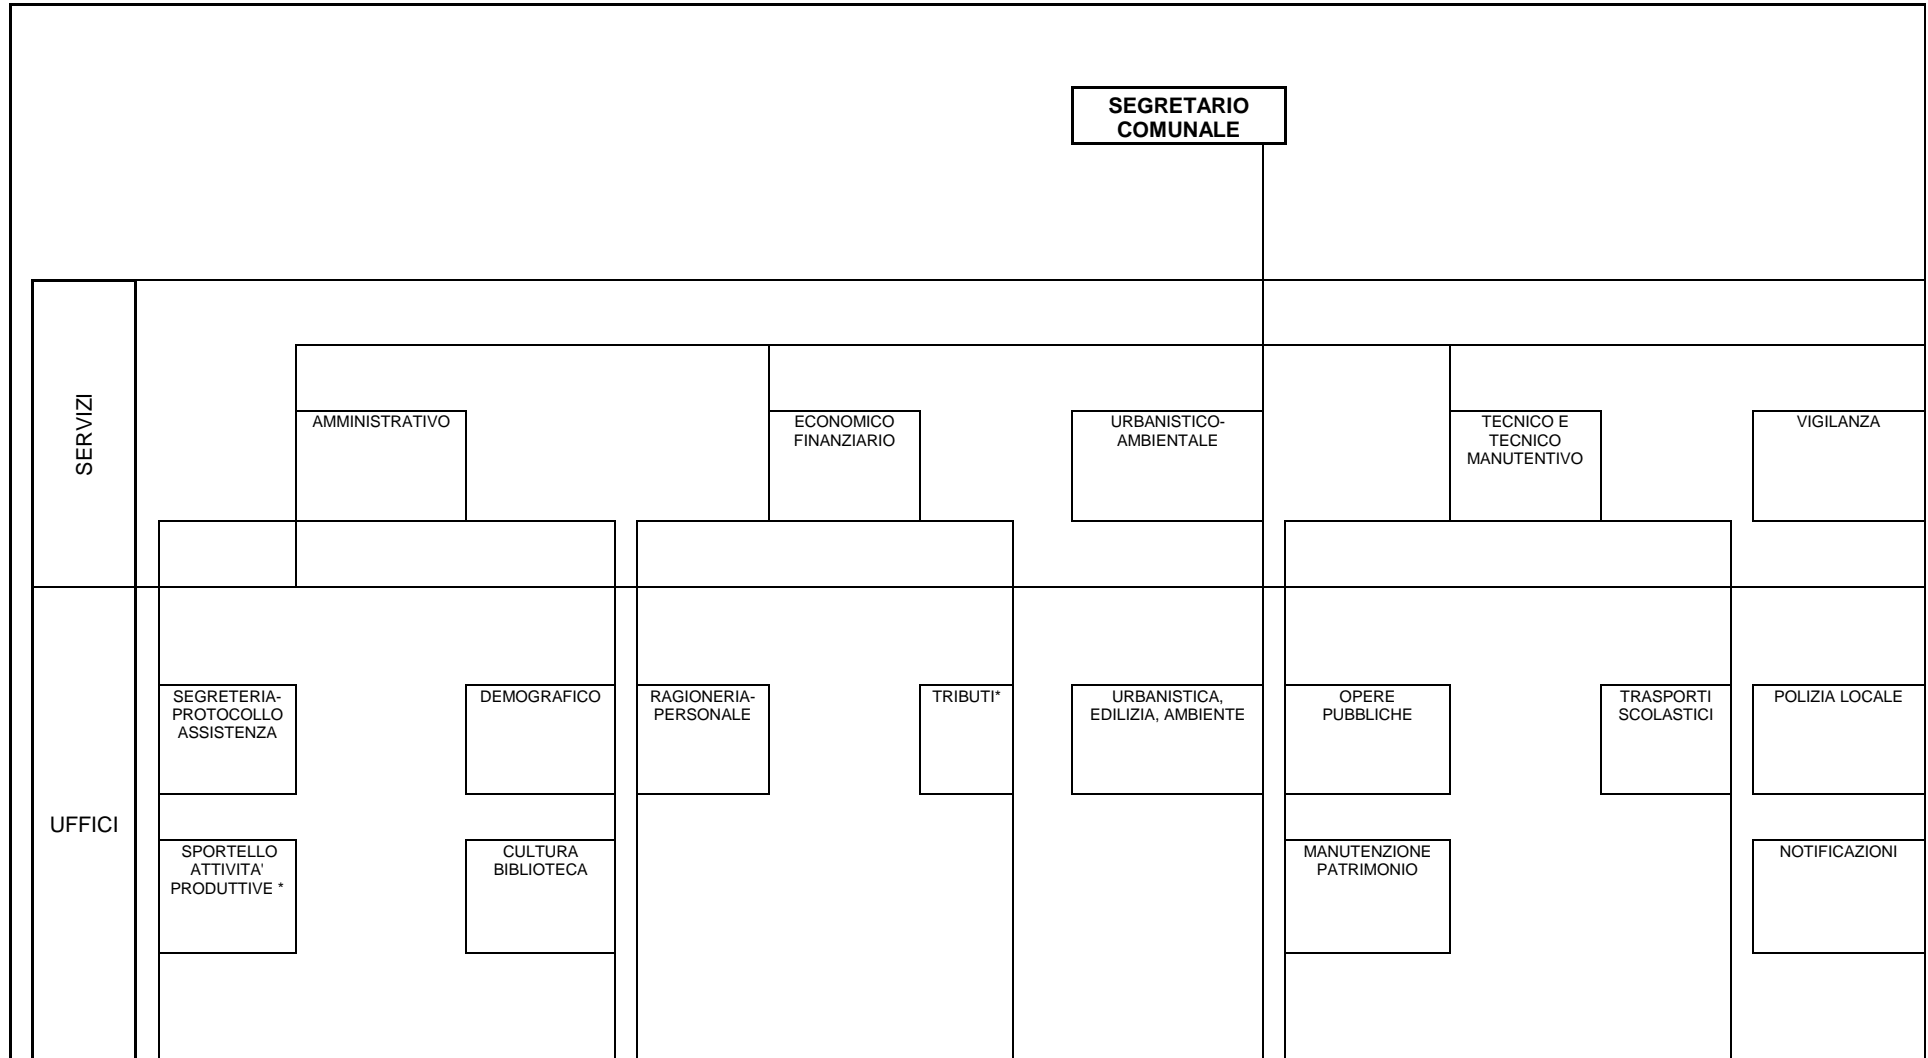 SEGRETARIO
COMUNALE
SERVIZI
AMMINISTRATIVO
ECONOMICO
FINANZIARIO
URBANISTICO-
AMBIENTALE
TECNICO E
TECNICO
MANUTENTIVO
VIGILANZA
UFFICI
SEGRETERIA-
PROTOCOLLO
ASSISTENZA
DEMOGRAFICO
RAGIONERIA-
PERSONALE
TRIBUTI*
URBANISTICA,
EDILIZIA, AMBIENTE
OPERE
PUBBLICHE
TRASPORTI
SCOLASTICI
POLIZIA LOCALE
SPORTELLO
ATTIVITA'
PRODUTTIVE *
CULTURA
BIBLIOTECA
MANUTENZIONE
PATRIMONIO
NOTIFICAZIONI